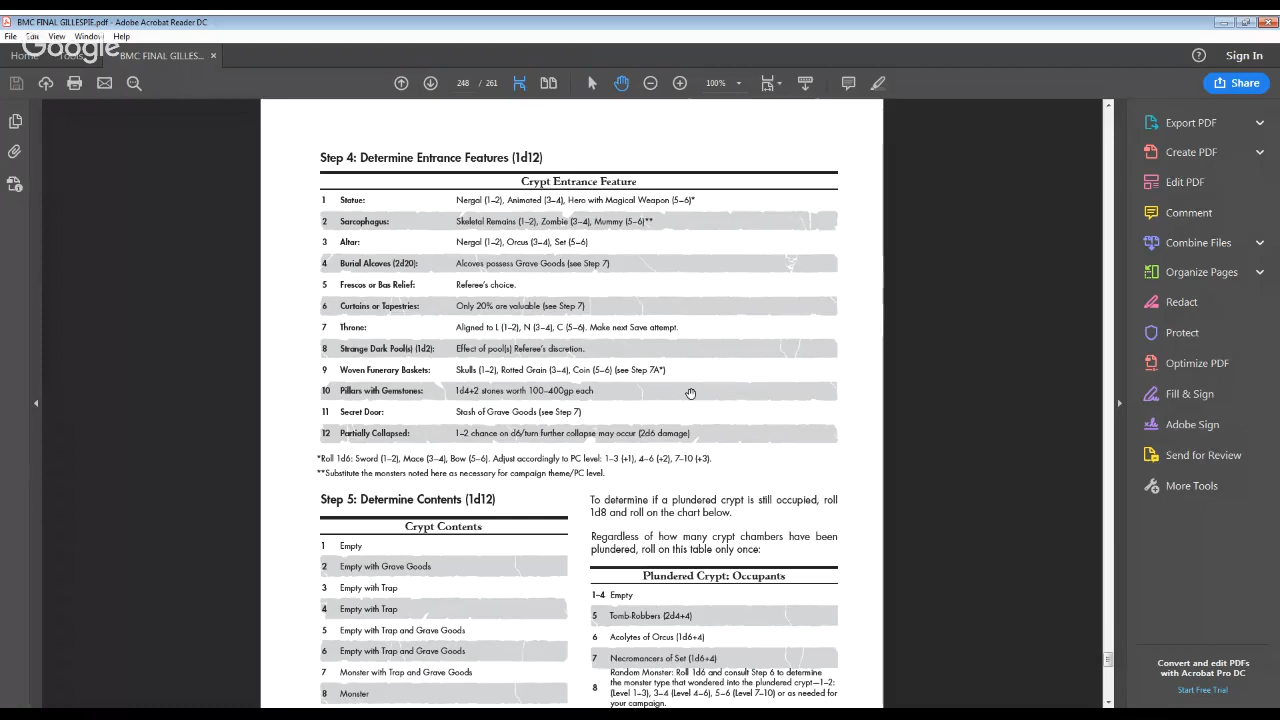 BMC FINAL GILLESPIE.pdf - Adobe Acrobat Reader DC
File Edit View Window Help
Google
Home Tools BMC FINAL GILLES... × Sign In
248 / 261 100% Share
Step 4: Determine Entrance Features (1d12)
Crypt Entrance Feature
1 Statue: Nergal (1–2), Animated (3–4), Hero with Magical Weapon (5–6)*
2 Sarcophagus: Skeletal Remains (1–2), Zombie (3–4), Mummy (5–6)**
3 Altar: Nergal (1–2), Orcus (3–4), Set (5–6)
4 Burial Alcoves (2d20): Alcoves possess Grave Goods (see Step 7)
5 Frescos or Bas Relief: Referee's choice.
6 Curtains or Tapestries: Only 20% are valuable (see Step 7)
7 Throne: Aligned to L (1–2), N (3–4), C (5–6). Make next Save attempt.
8 Strange Dark Pool(s) (1d2): Effect of pool(s) Referee's discretion.
9 Woven Funerary Baskets: Skulls (1–2), Rotted Grain (3–4), Coin (5–6) (see Step 7A*)
10 Pillars with Gemstones: 1d4+2 stones worth 100–400gp each
11 Secret Door: Stash of Grave Goods (see Step 7)
12 Partially Collapsed: 1–2 chance on d6/turn further collapse may occur (2d6 damage)
*Roll 1d6: Sword (1–2), Mace (3–4), Bow (5–6). Adjust accordingly to PC level: 1–3 (+1), 4–6 (+2), 7–10 (+3).
**Substitute the monsters noted here as necessary for campaign theme/PC level.
Step 5: Determine Contents (1d12)
Crypt Contents
1 Empty
2 Empty with Grave Goods
3 Empty with Trap
4 Empty with Trap
5 Empty with Trap and Grave Goods
6 Empty with Trap and Grave Goods
7 Monster with Trap and Grave Goods
8 Monster
To determine if a plundered crypt is still occupied, roll
1d8 and roll on the chart below.
Regardless of how many crypt chambers have been
plundered, roll on this table only once:
Plundered Crypt: Occupants
1–4 Empty
5 Tomb-Robbers (2d4+4)
6 Acolytes of Orcus (1d6+4)
7 Necromancers of Set (1d6+4)
8 Random Monster: Roll 1d6 and consult Step 6 to determine
the monster type that wondered into the plundered crypt—1–2:
(Level 1–3), 3–4 (Level 4–6), 5–6 (Level 7–10) or as needed for
your campaign.
Export PDF
Create PDF
Edit PDF
Comment
Combine Files
Organize Pages
Redact
Protect
Optimize PDF
Fill & Sign
Adobe Sign
Send for Review
More Tools
Convert and edit PDFs
with Acrobat Pro DC
Start Free Trial